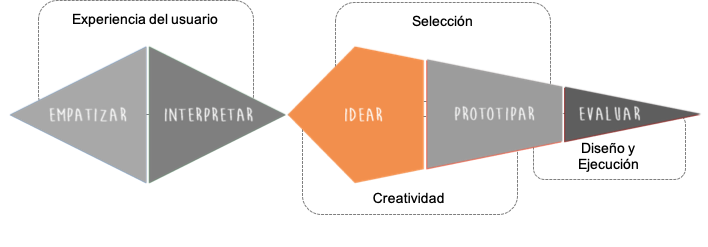 Experiencia del usuario
Selección
EMPATIZAR
INTERPRETAR
IDEAR
PROTOTIPAR
EVALUAR
Diseño y
Ejecución
Creatividad